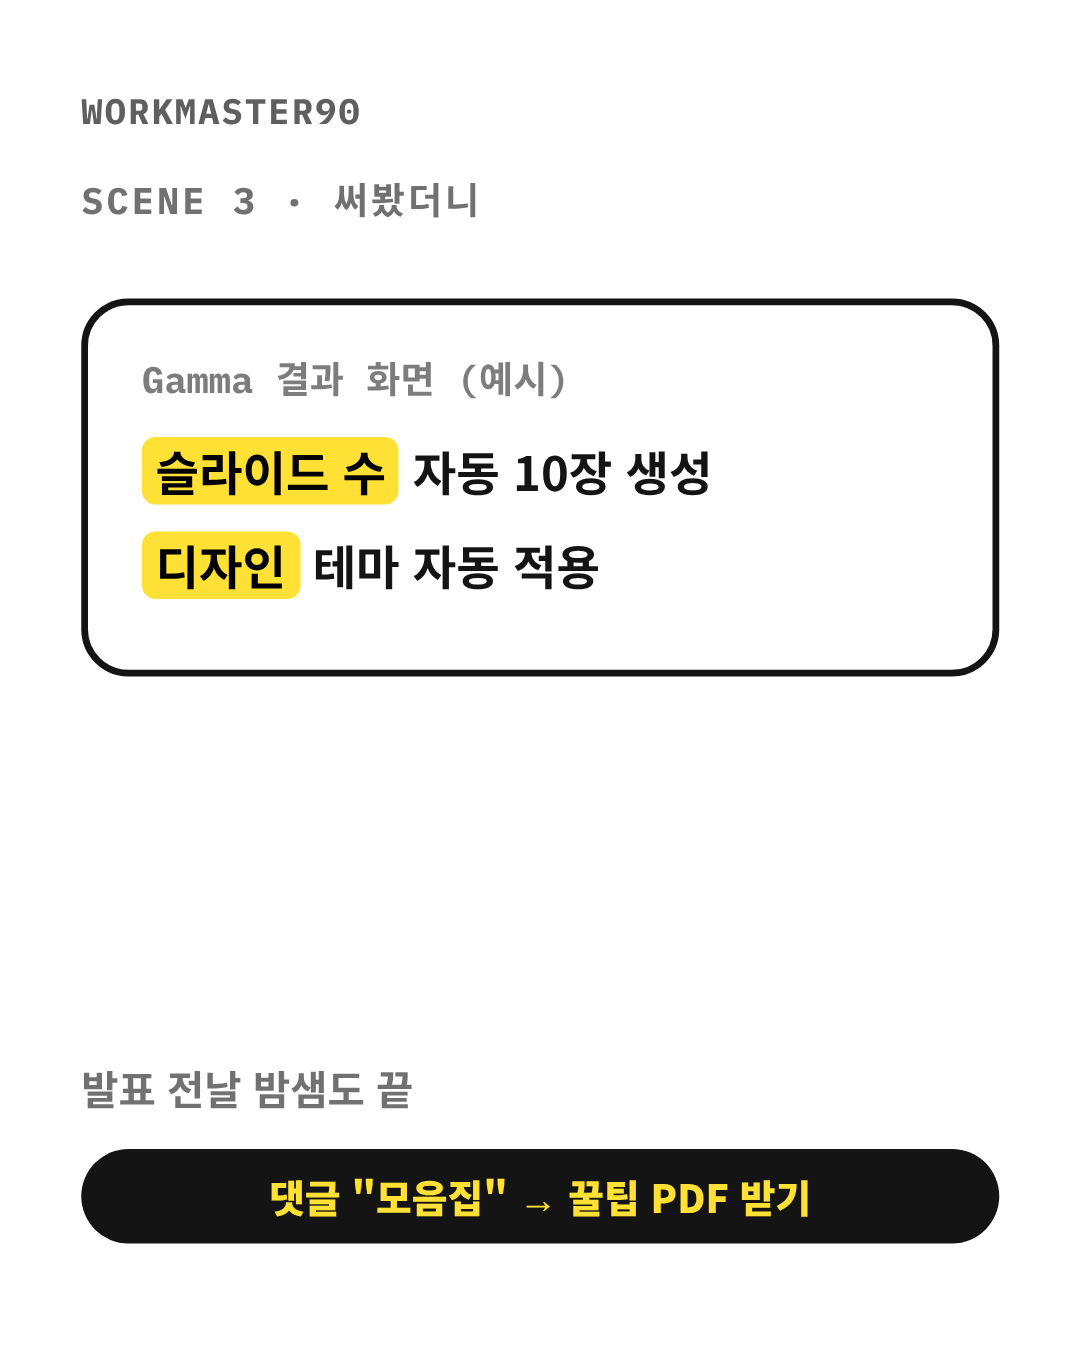 WORKMASTER90
SCENE 3 · 써봤더니
Gamma 결과 화면 (예시)
슬라이드 수 자동 10장 생성
디자인 테마 자동 적용
발표 전날 밤샘도 끝
댓글 "모음집" → 꿀팁 PDF 받기